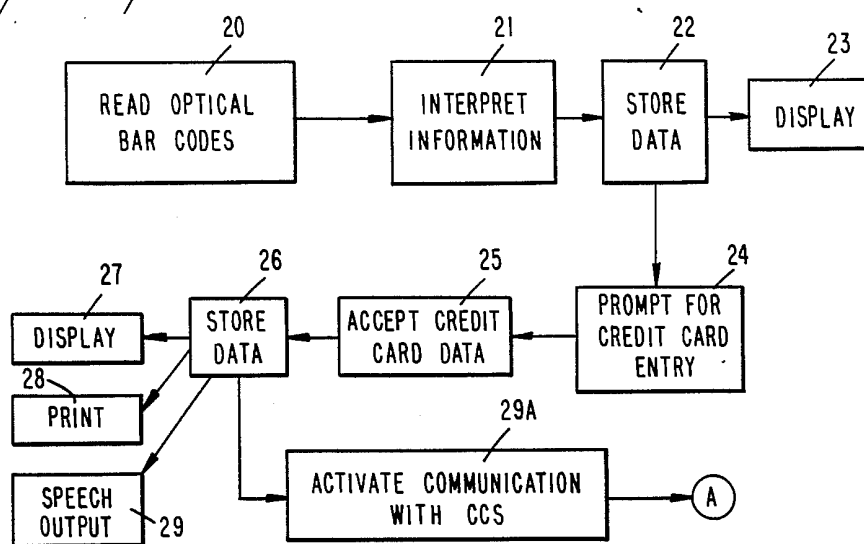 20
READ OPTICAL
BAR CODES
21
INTERPRET
INFORMATION
22
STORE
DATA
23
DISPLAY
24
PROMPT FOR
CREDIT CARD
ENTRY
25
ACCEPT CREDIT
CARD DATA
26
STORE
DATA
27
DISPLAY
28
PRINT
SPEECH
OUTPUT
29
29A
ACTIVATE COMMUNICATION
WITH CCS
A